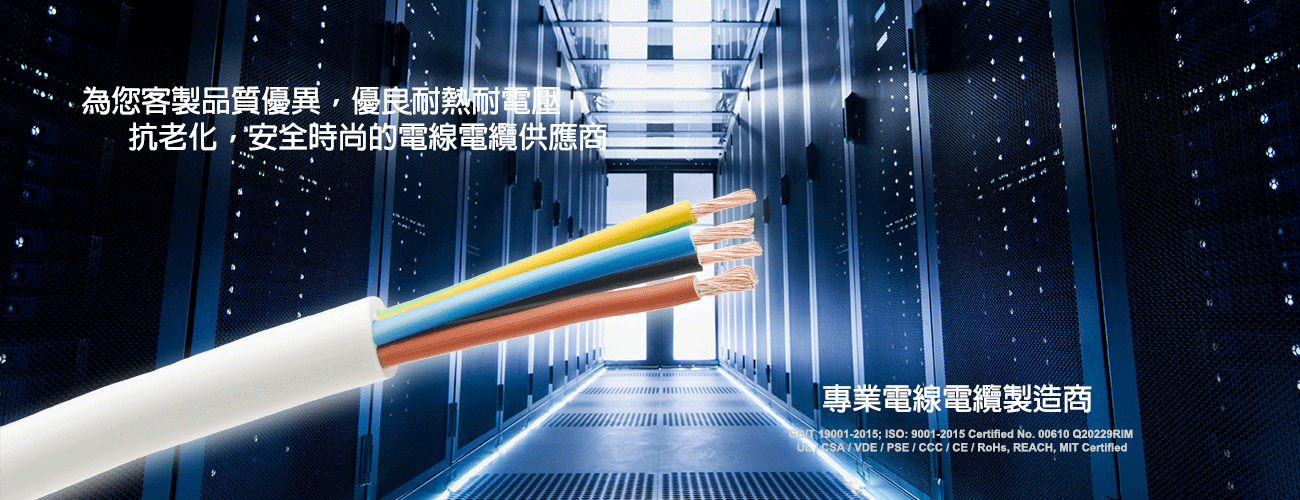 為您客製品質優異，優良耐熱耐電壓
抗老化，安全時尚的電線電纜供應商
專業電線電纜製造商
GB/T 19001-2015; ISO: 9001-2015 Certified No. 00610 Q20229RIM
UL / CSA / VDE / PSE / CCC / CE / RoHs, REACH, MIT Certified